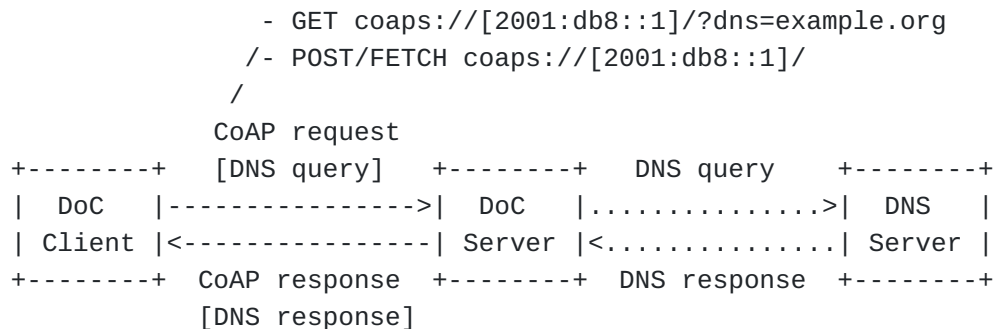 - GET coaps://[2001:db8::1]/?dns=example.org
               /- POST/FETCH coaps://[2001:db8::1]/
              /
             CoAP request
+--------+   [DNS query]   +--------+   DNS query    +--------+
|  DoC   |---------------->|  DoC   |...............>|  DNS   |
| Client |<----------------| Server |<...............| Server |
+--------+  CoAP response  +--------+  DNS response  +--------+
            [DNS response]